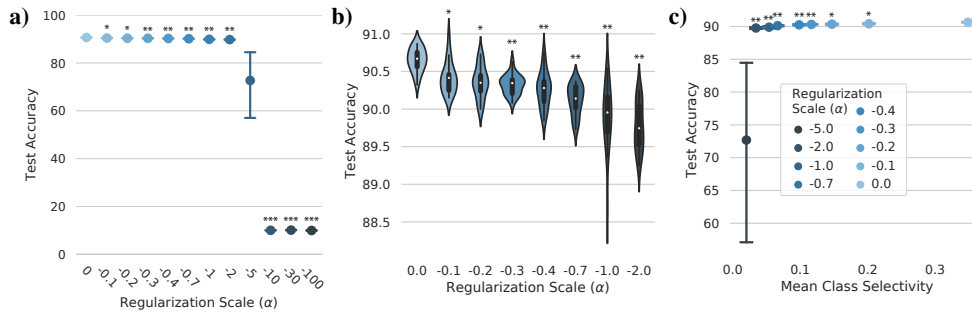 a)
100
80
60
40
20
0
Test Accuracy
* * ** ** ** ** ** *** *** ***
0 -0.1 -0.2 -0.3 -0.4 -0.7 -1 -2 -5 -10 -30 -100
Regularization Scale (α)
b)
91.0
90.5
90.0
89.5
89.0
88.5
Test Accuracy
* * ** ** ** ** **
0.0 -0.1 -0.2 -0.3 -0.4 -0.7 -1.0 -2.0
Regularization Scale (α)
c)
90
85
80
75
70
65
60
Test Accuracy
** ** ** ** ** * *
Regularization
Scale (α)
-5.0
-2.0
-1.0
-0.7
-0.4
-0.3
-0.2
-0.1
0.0
0.0 0.1 0.2 0.3
Mean Class Selectivity